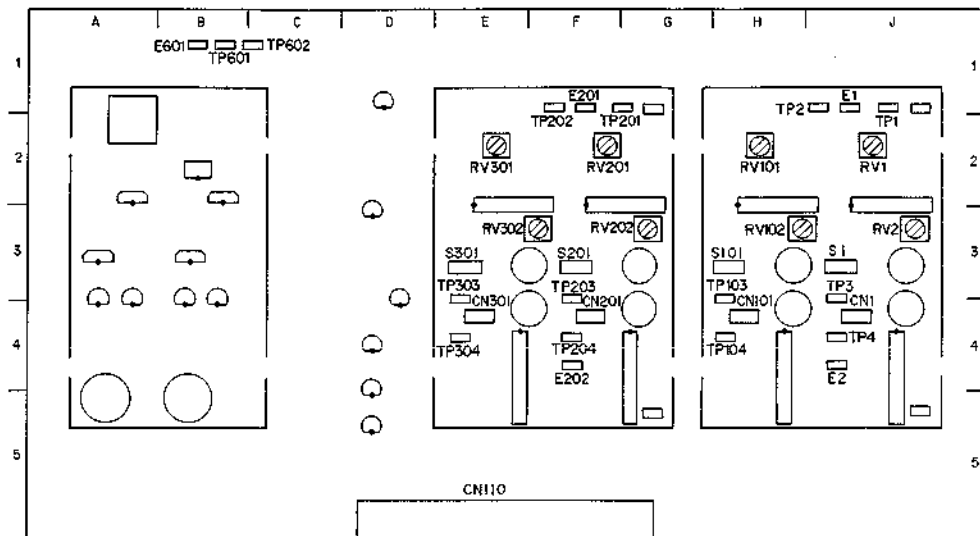 A B C D E F G H J
E601 TP602
TP601
1 1
E201 E1
TP202 TP201 TP2 TP1
2 2
RV301 RV201 RV101 RV1
RV302 RV202 RV102 RV2
3 3
S301 S201 S101 S1
TP303 TP203 TP103 TP3
CN301 CN201 CN101 CN1
4 4
TP304 TP204 TP104 TP4
E202 E2
5 5
CN110